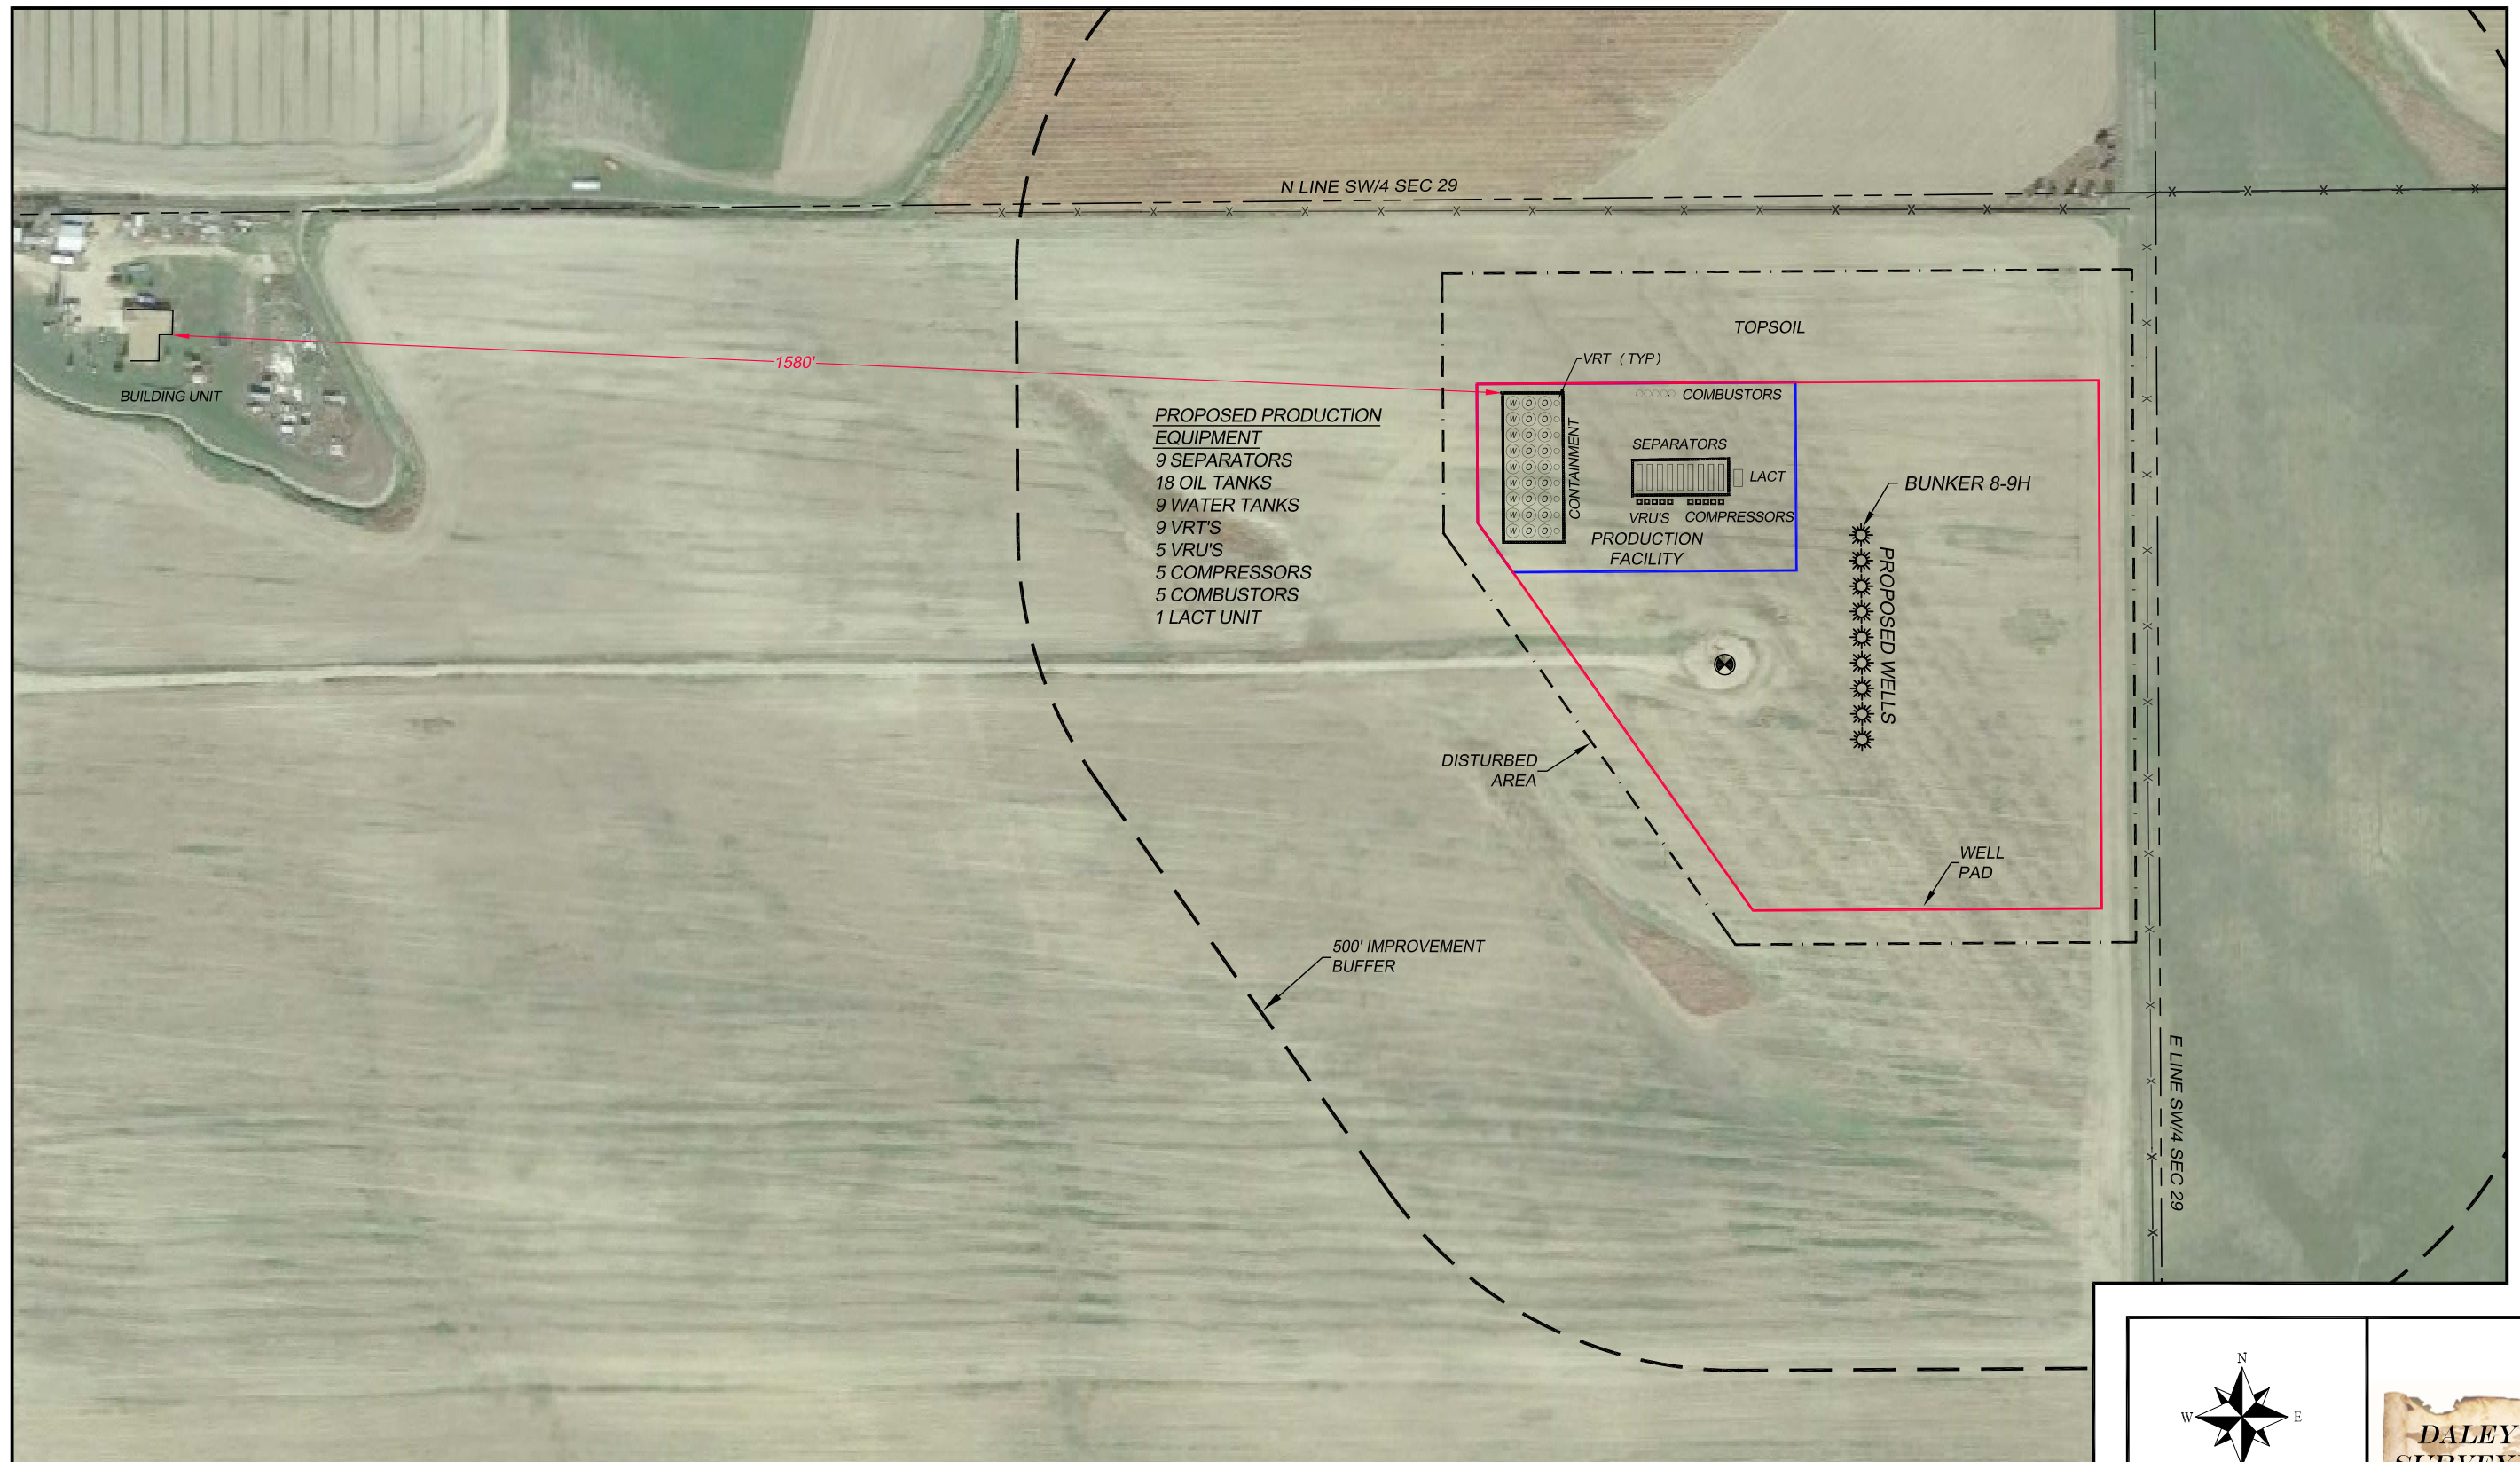 N LINE SW/4 SEC 29
TOPSOIL
1580'
VRT (TYP)
BUILDING UNIT
COMBUSTORS
PROPOSED PRODUCTION
EQUIPMENT
9 SEPARATORS
18 OIL TANKS
9 WATER TANKS
9 VRT'S
5 VRU'S
5 COMPRESSORS
5 COMBUSTORS
1 LACT UNIT
W O O
W O O
W O O
W O O
W O O
W O O
W O O
W O O
W O O
CONTAINMENT
SEPARATORS
LACT
VRU'S COMPRESSORS
PRODUCTION
FACILITY
BUNKER 8-9H
PROPOSED WELLS
DISTURBED
AREA
WELL
PAD
500' IMPROVEMENT
BUFFER
E LINE SW/4 SEC 29
N
W E
DALEY